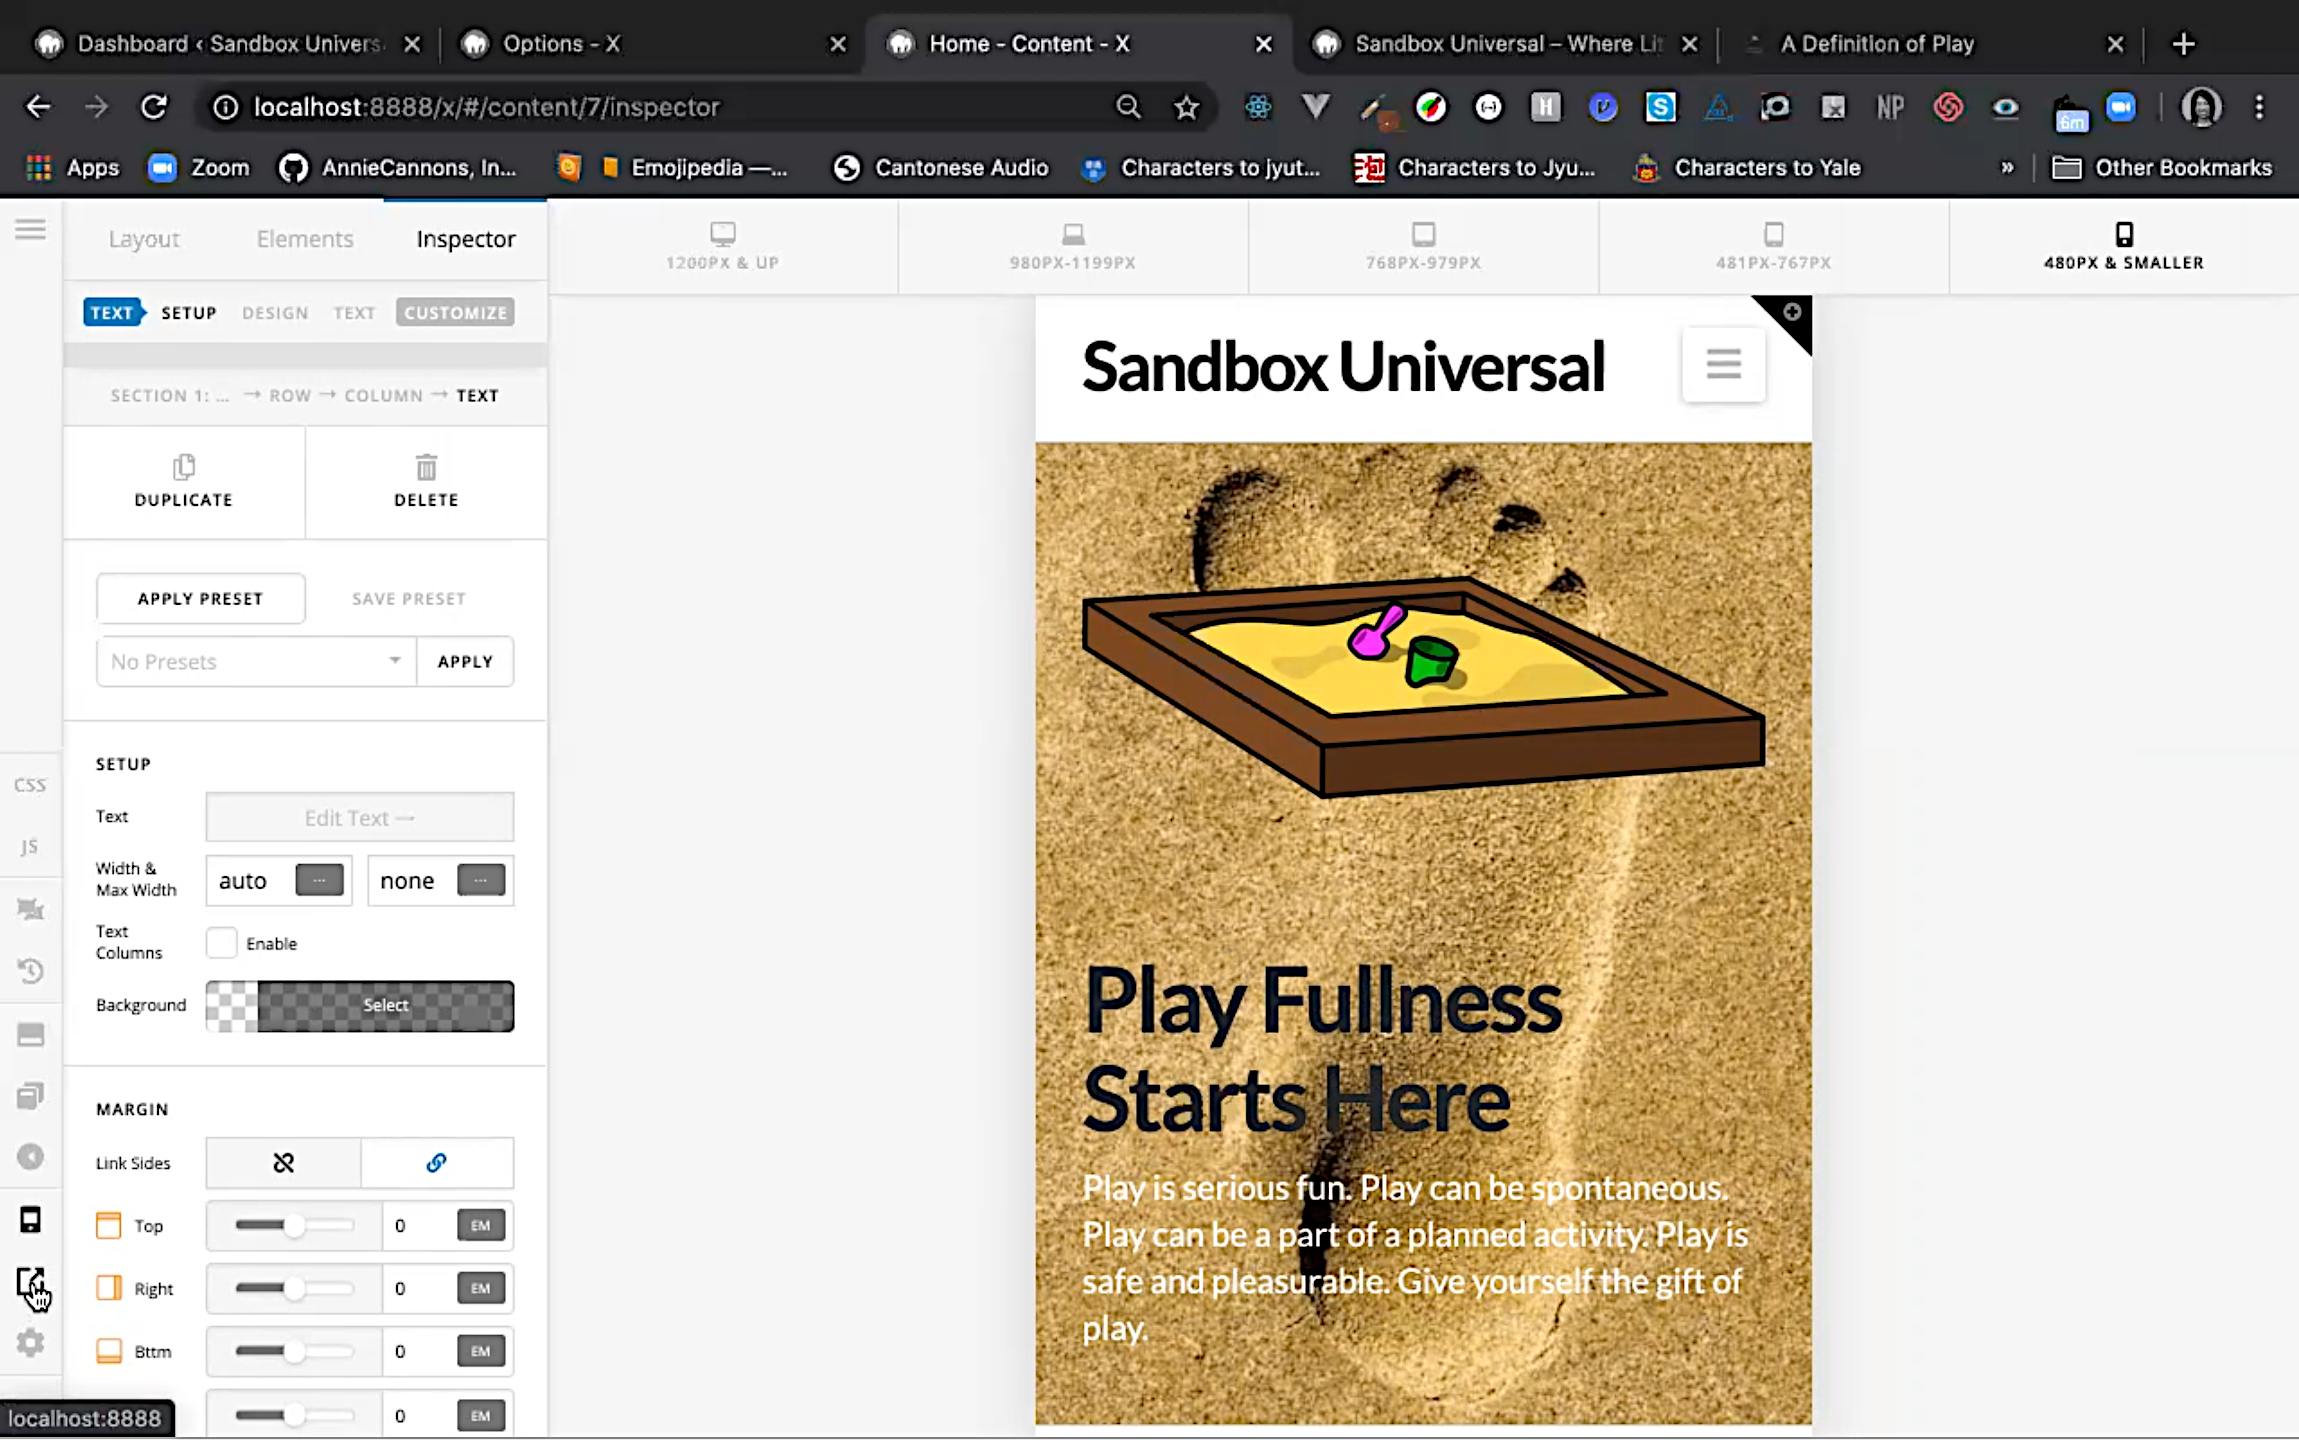 Dashboard ‹ Sandbox Univers
Options - X
Home - Content - X
Sandbox Universal – Where Lit
A Definition of Play
localhost:8888/x/#/content/7/inspector
NP
6m
Apps
Zoom
AnnieCannons, In...
Emojipedia —...
Cantonese Audio
Characters to jyut...
Characters to Jyu...
Characters to Yale
»
Other Bookmarks
Layout
Elements
Inspector
1200PX & UP
980PX-1199PX
768PX-979PX
481PX-767PX
480PX & SMALLER
TEXT
SETUP
DESIGN
TEXT
CUSTOMIZE
SECTION 1: ... → ROW → COLUMN → TEXT
DUPLICATE
DELETE
APPLY PRESET
SAVE PRESET
No Presets
APPLY
SETUP
Text
Edit Text →
Width &
Max Width
auto
...
none
...
Text
Columns
Enable
Background
Select
MARGIN
Link Sides
Top
0
EM
Right
0
EM
Bttm
0
EM
0
EM
CSS
JS
localhost:8888
Sandbox Universal
Play Fullness
Starts Here
Play is serious fun. Play can be spontaneous.
Play can be a part of a planned activity. Play is
safe and pleasurable. Give yourself the gift of
play.